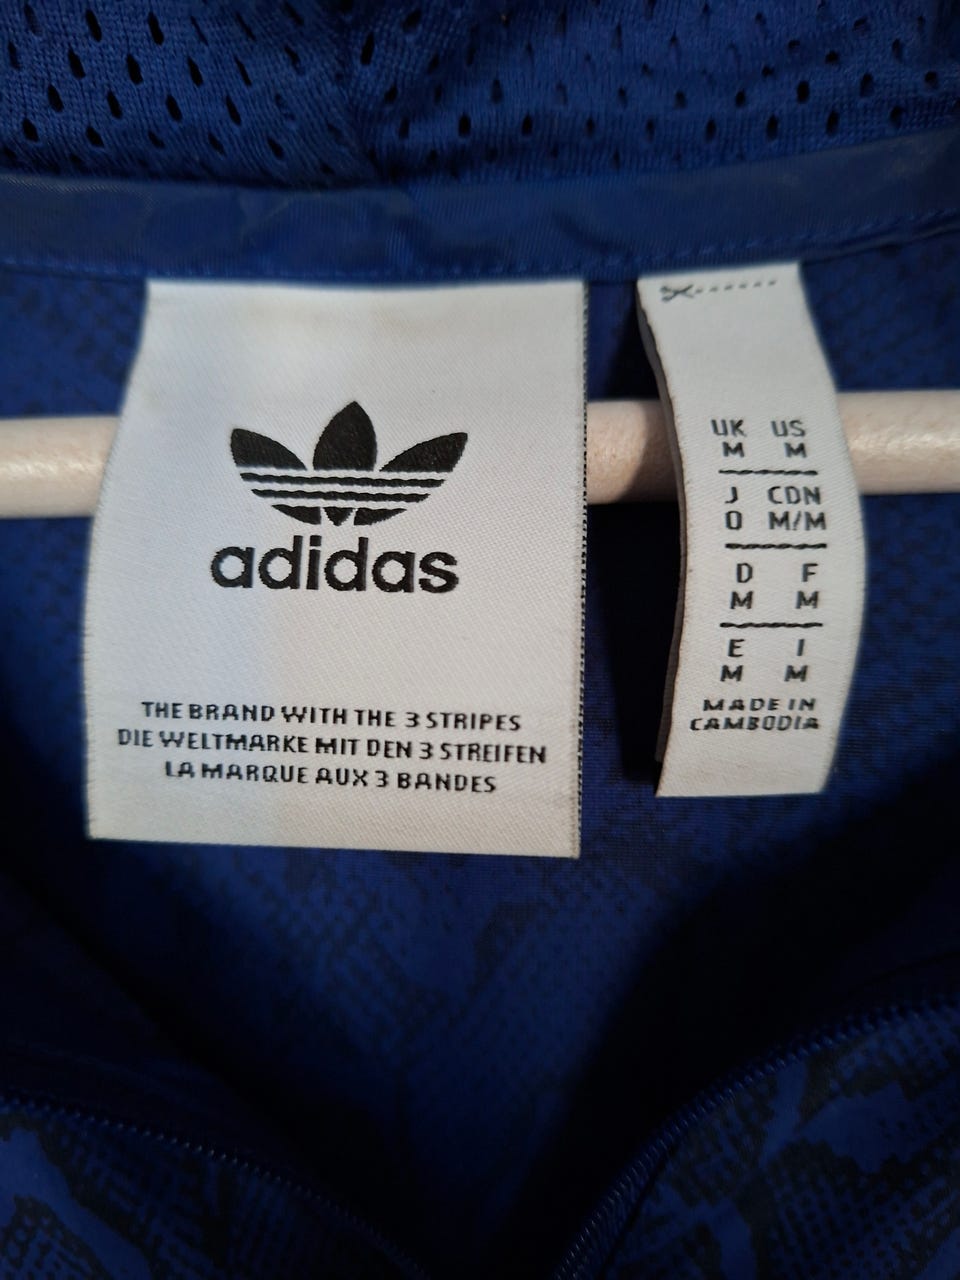 adidas
THE BRAND WITH THE 3 STRIPES
DIE WELTMARKE MIT DEN 3 STREIFEN
LA MARQUE AUX 3 BANDES
UK US
M M
J CDN
O M/M
D F
M M
E I
M M
MADE IN
CAMBODIA